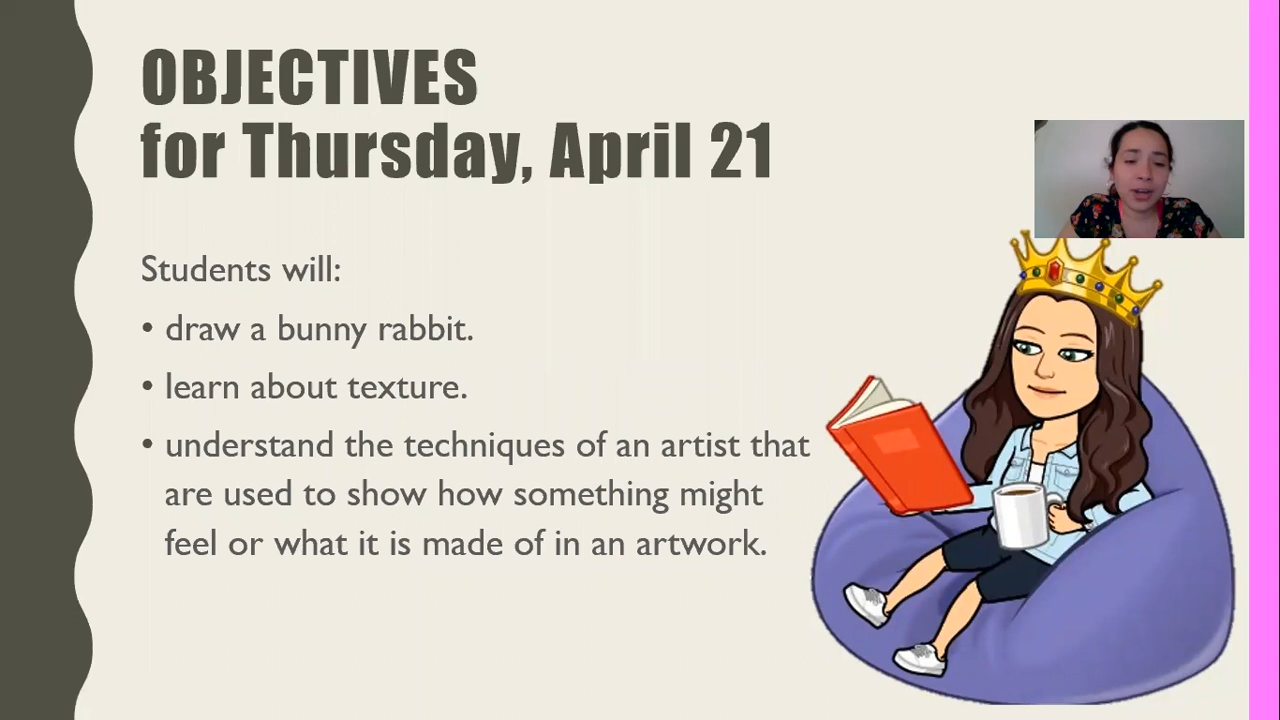 OBJECTIVES
for Thursday, April 21
Students will:
• draw a bunny rabbit.
• learn about texture.
• understand the techniques of an artist that
are used to show how something might
feel or what it is made of in an artwork.